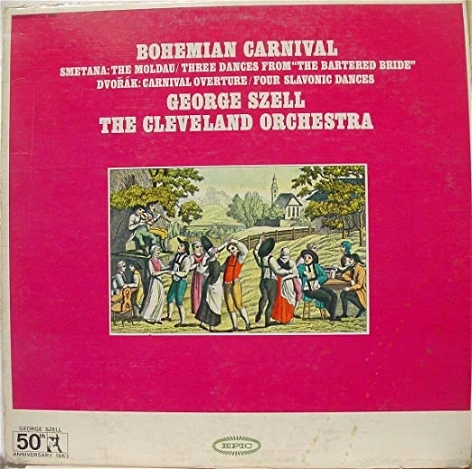 BOHEMIAN CARNIVAL
SMETANA: THE MOLDAU/THREE DANCES FROM "THE BARTERED BRIDE"
DVOŘÁK: CARNIVAL OVERTURE/FOUR SLAVONIC DANCES
GEORGE SZELL
THE CLEVELAND ORCHESTRA
GEORGE SZELL
50th
ANNIVERSARY 1963
EPIC